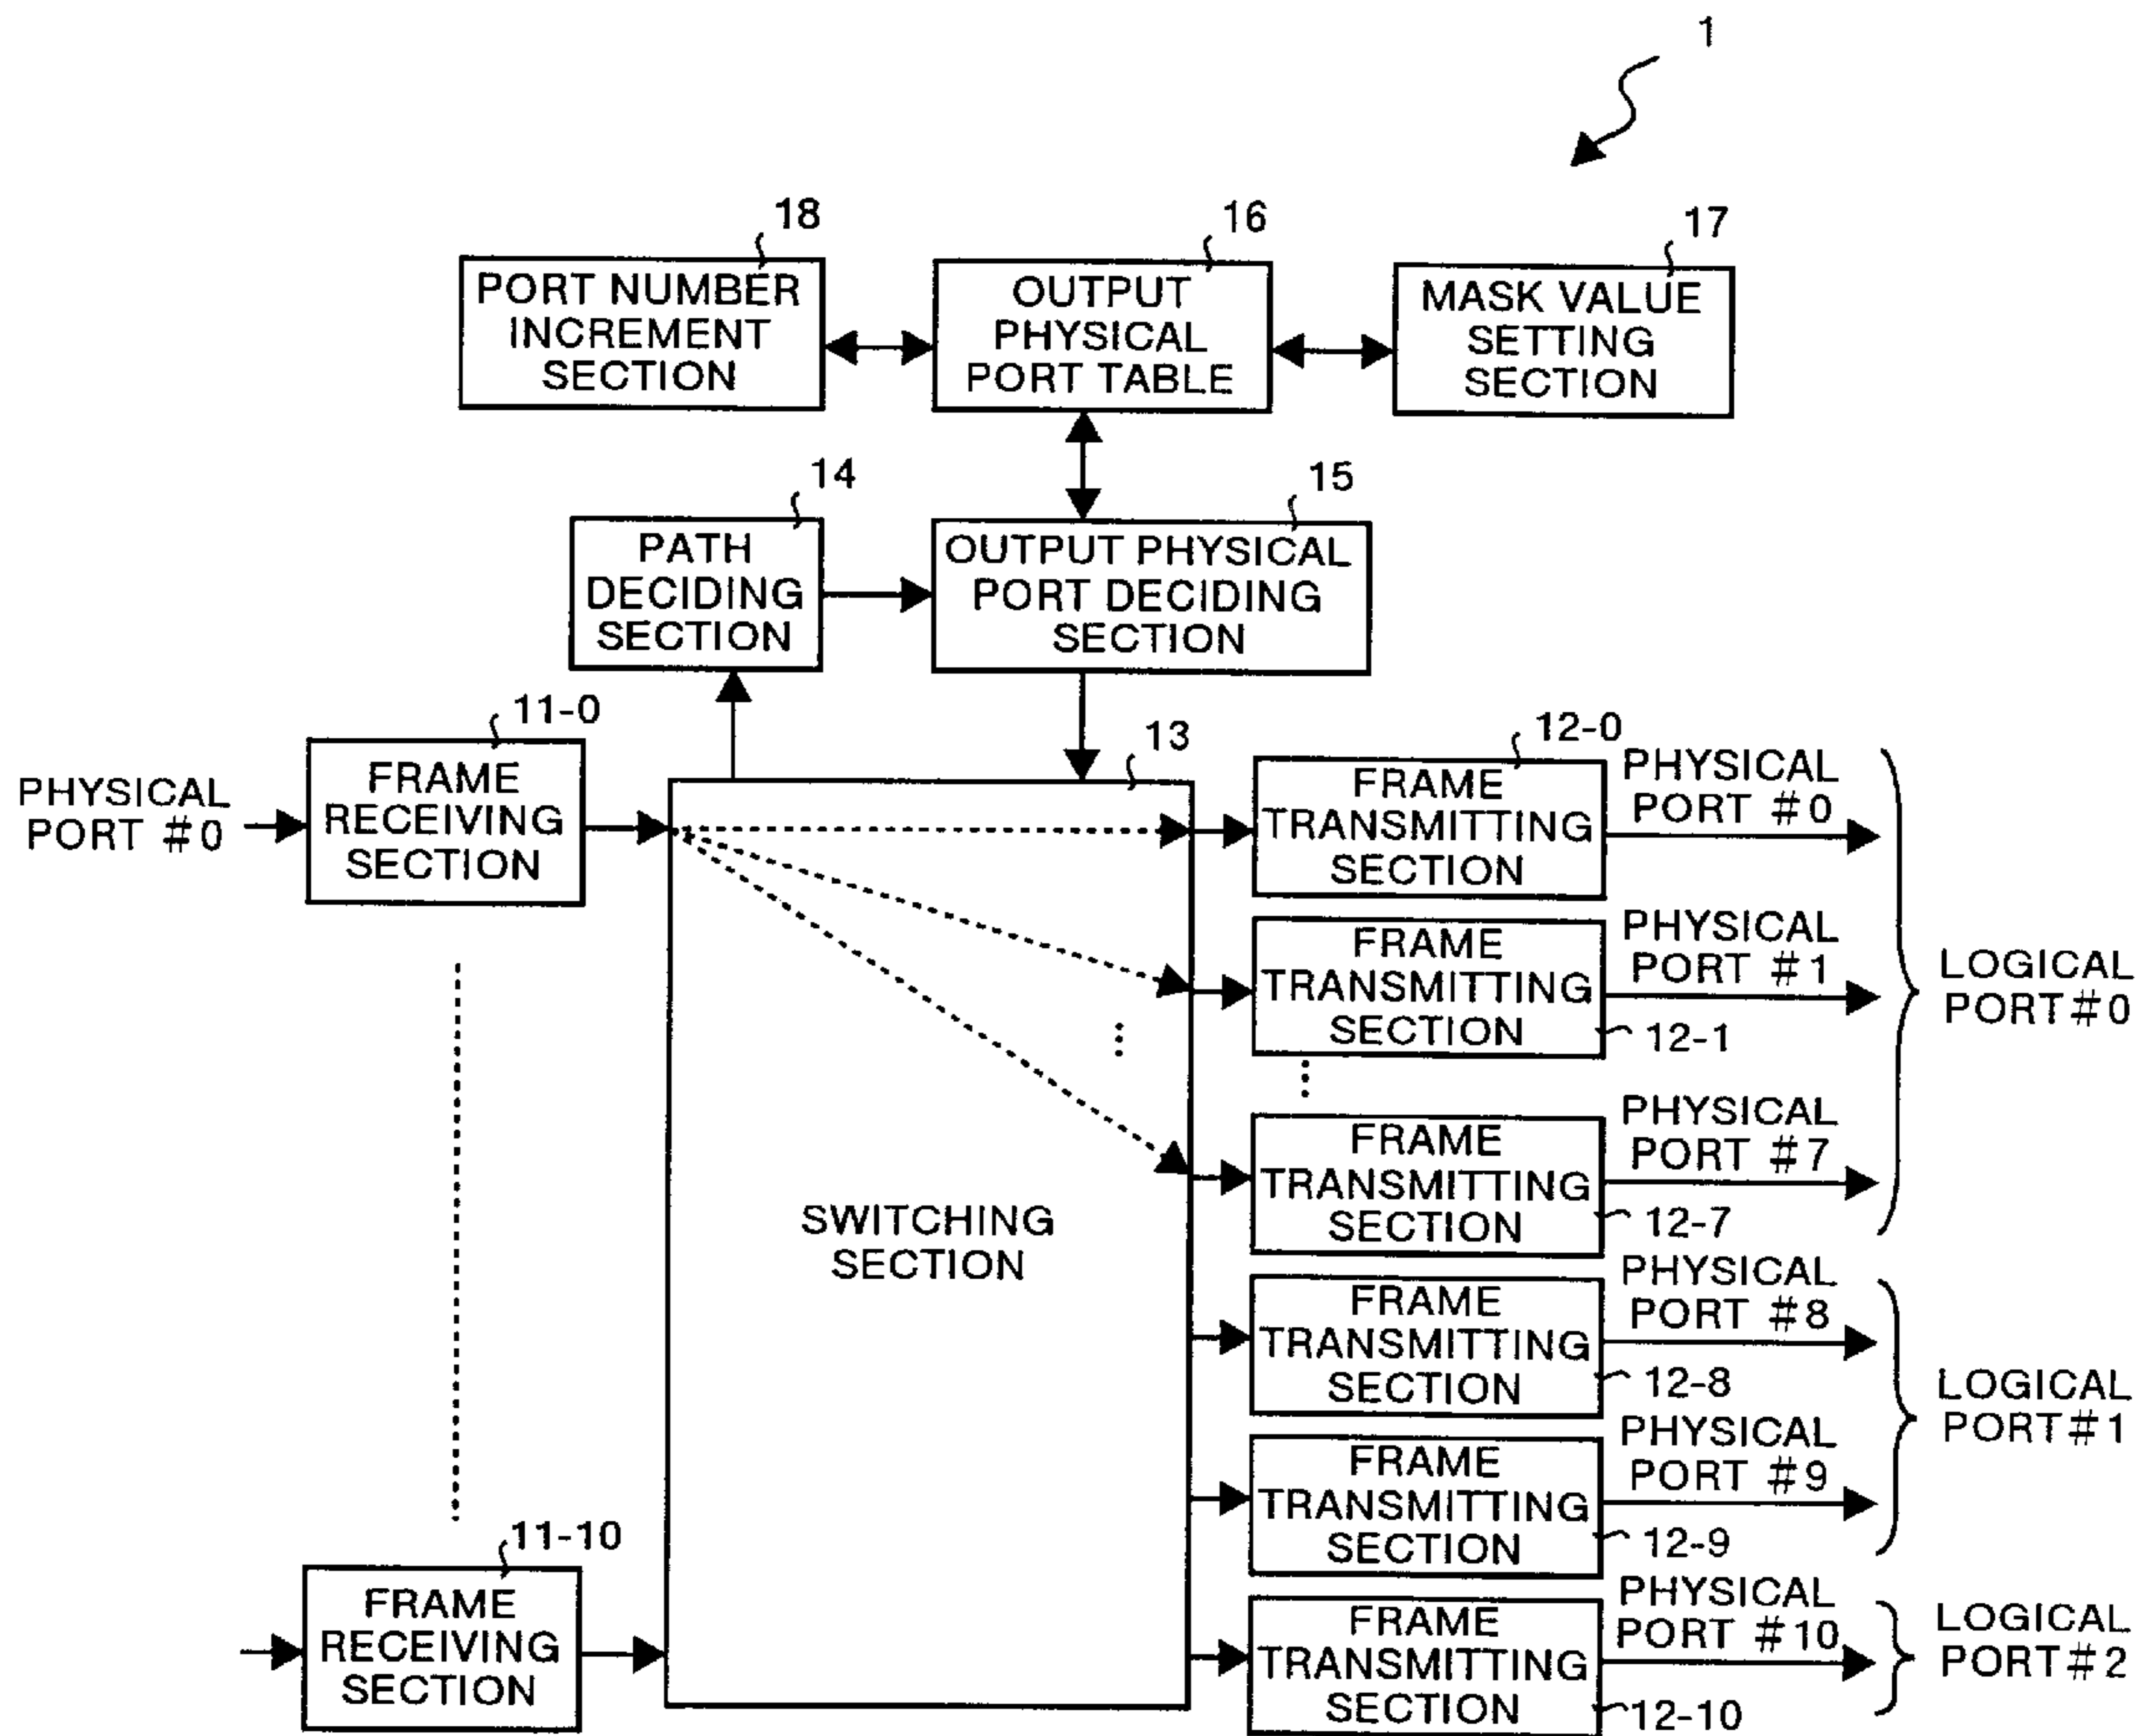 1
18
16
17
PORT NUMBER
INCREMENT
SECTION
OUTPUT
PHYSICAL
PORT TABLE
MASK VALUE
SETTING
SECTION
14
15
PATH
DECIDING
SECTION
OUTPUT PHYSICAL
PORT DECIDING
SECTION
11-0
13
12-0
PHYSICAL
PORT #0
FRAME
RECEIVING
SECTION
FRAME
TRANSMITTING
SECTION
PHYSICAL
PORT #0
FRAME
TRANSMITTING
SECTION
12-1
PHYSICAL
PORT #1
LOGICAL
PORT#0
FRAME
TRANSMITTING
SECTION
12-7
PHYSICAL
PORT #7
SWITCHING
SECTION
FRAME
TRANSMITTING
SECTION
12-8
PHYSICAL
PORT #8
LOGICAL
PORT#1
FRAME
TRANSMITTING
SECTION
12-9
PHYSICAL
PORT #9
11-10
FRAME
RECEIVING
SECTION
FRAME
TRANSMITTING
SECTION
12-10
PHYSICAL
PORT #10
LOGICAL
PORT#2